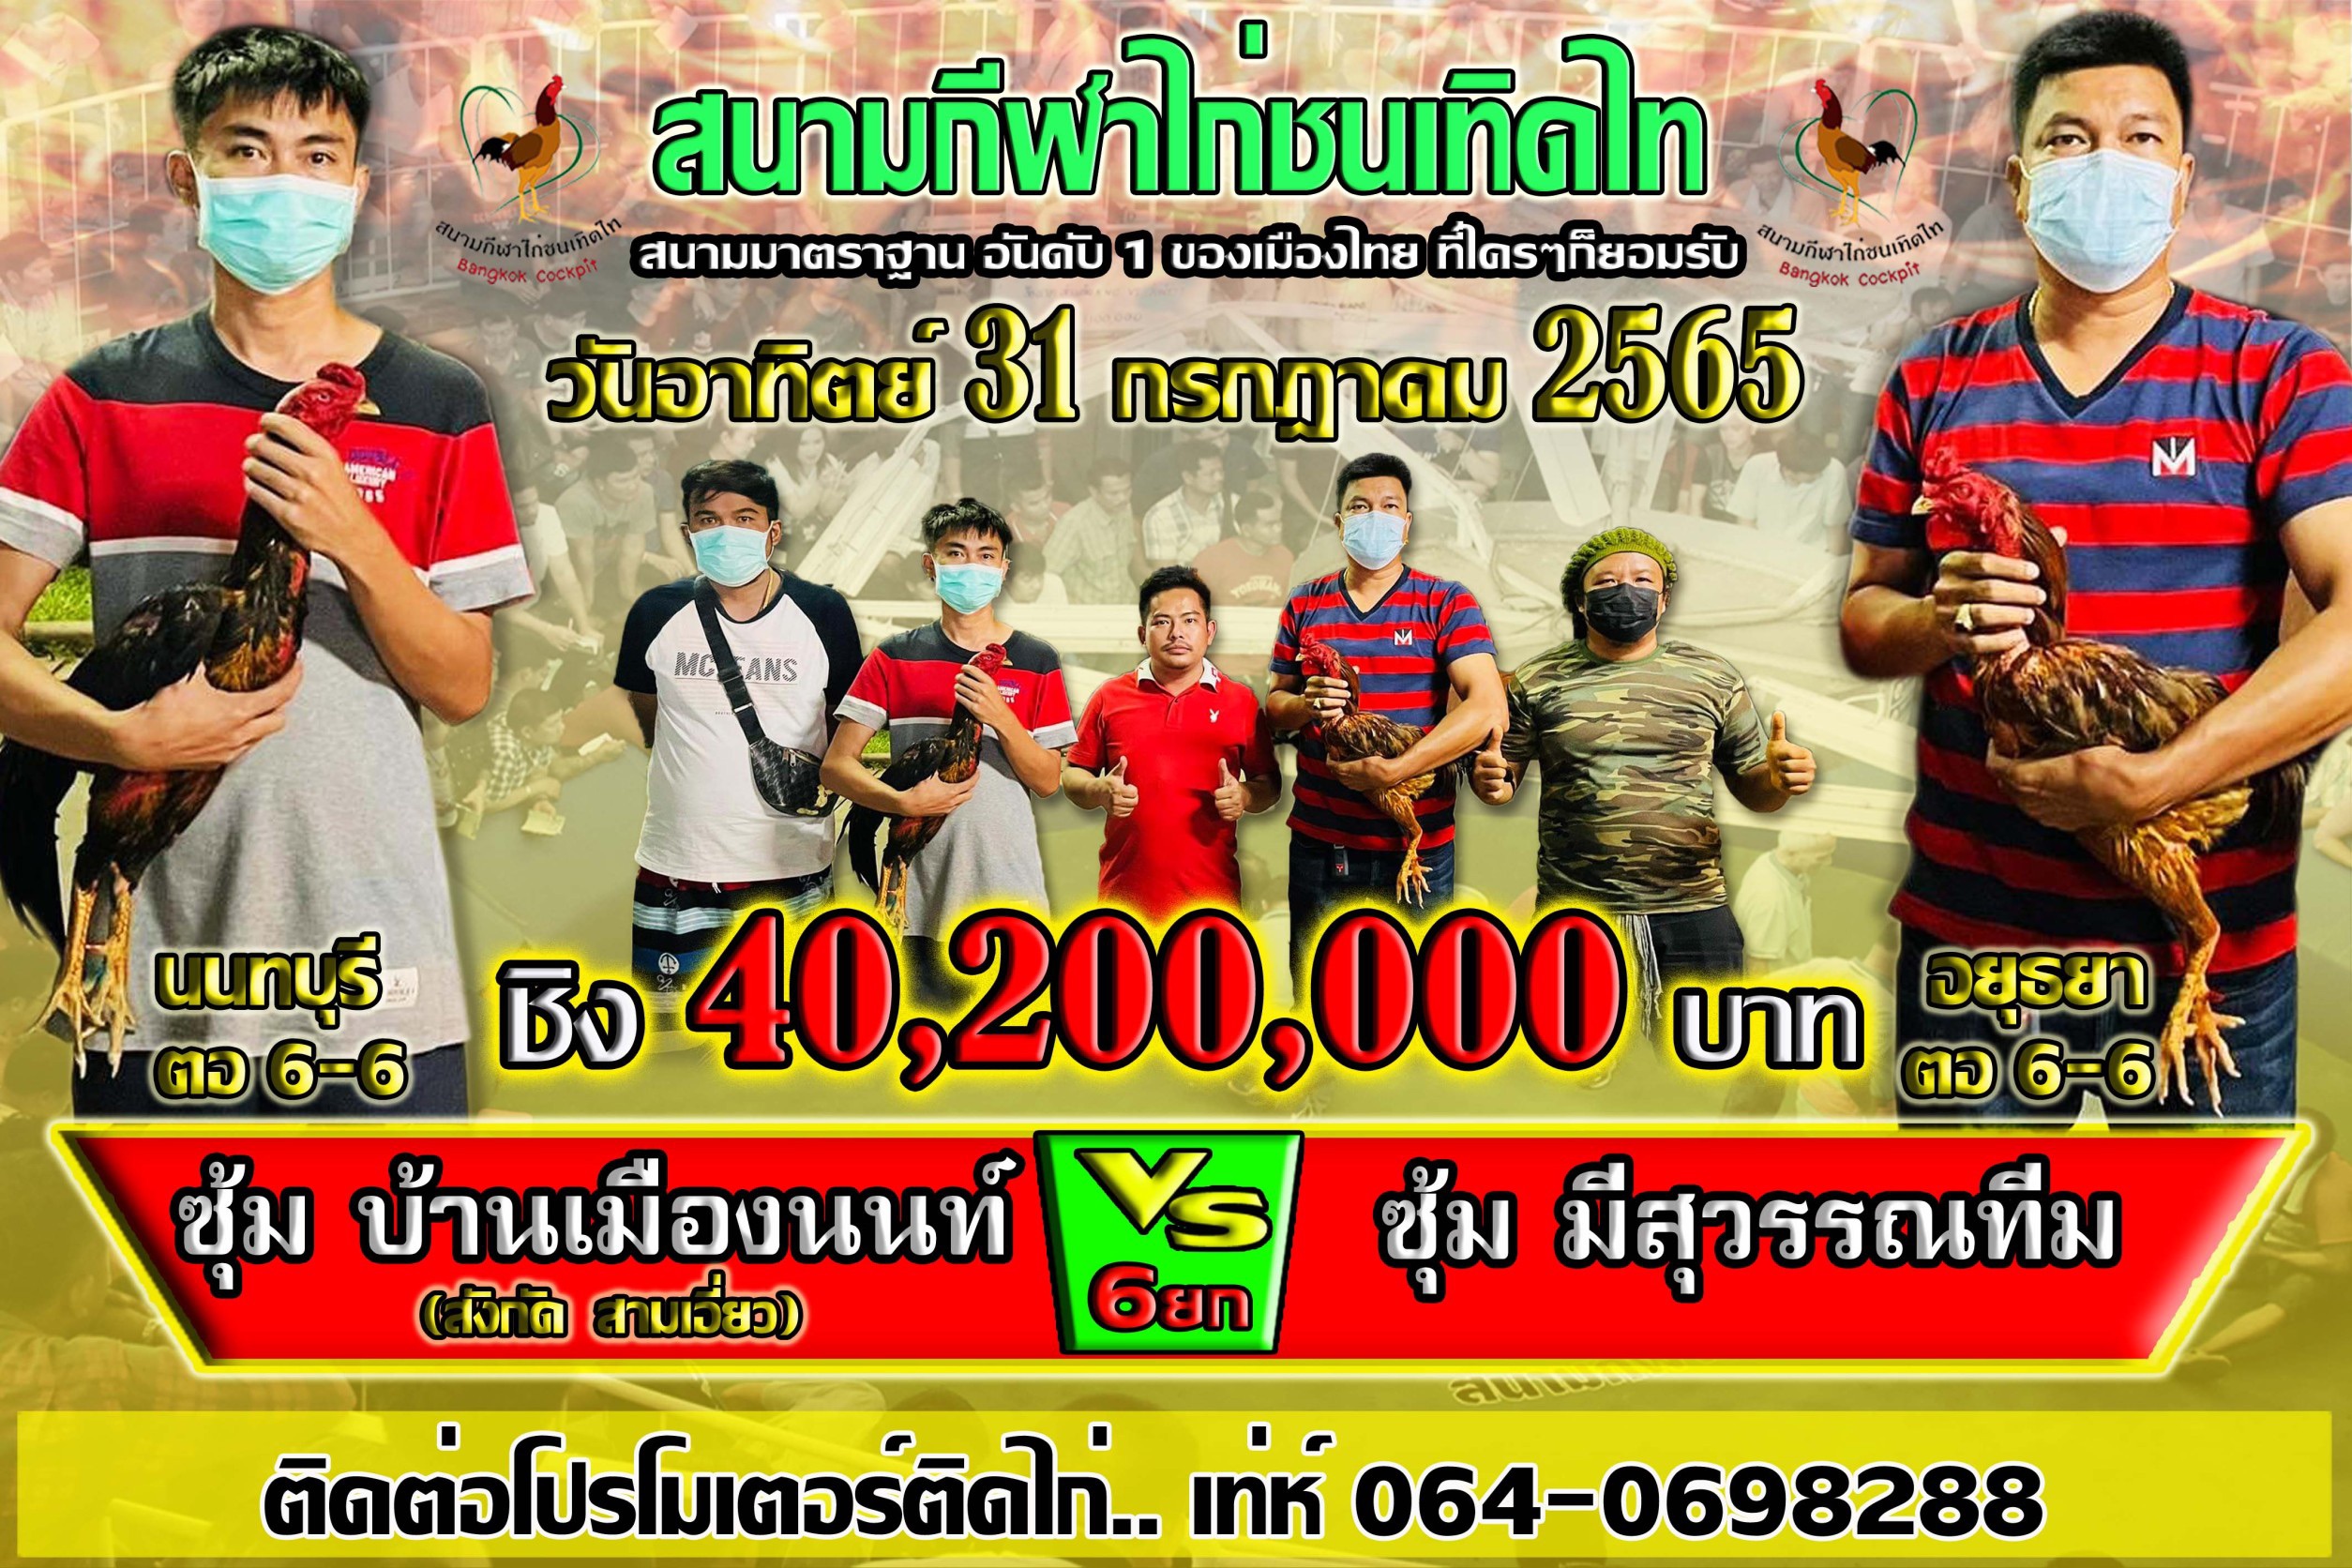 สนามกีฬาไก่ชนเทิดไท
สนามมาตราฐาน อันดับ 1 ของเมืองไทย ที่ใครๆก็ยอมรับ
สนามกีฬาไก่ชนเทิดไท
Bangkok Cockpit
สนามกีฬาไก่ชนเทิดไท
Bangkok Cockpit
วันอาทิตย์ 31 กรกฎาคม 2565
AMERICAN
นนทบุรี
ตอ 6-6
ชิง 40,200,000 บาท
อยุธยา
ตอ 6-6
ซุ้ม บ้านเมืองนนท์
(สังกัด สามเอี่ยว)
VS
6ยก
ซุ้ม มีสุวรรณทีม
ติดต่อโปรโมเตอร์ติดไก่.. เท่ห์ 064-0698288